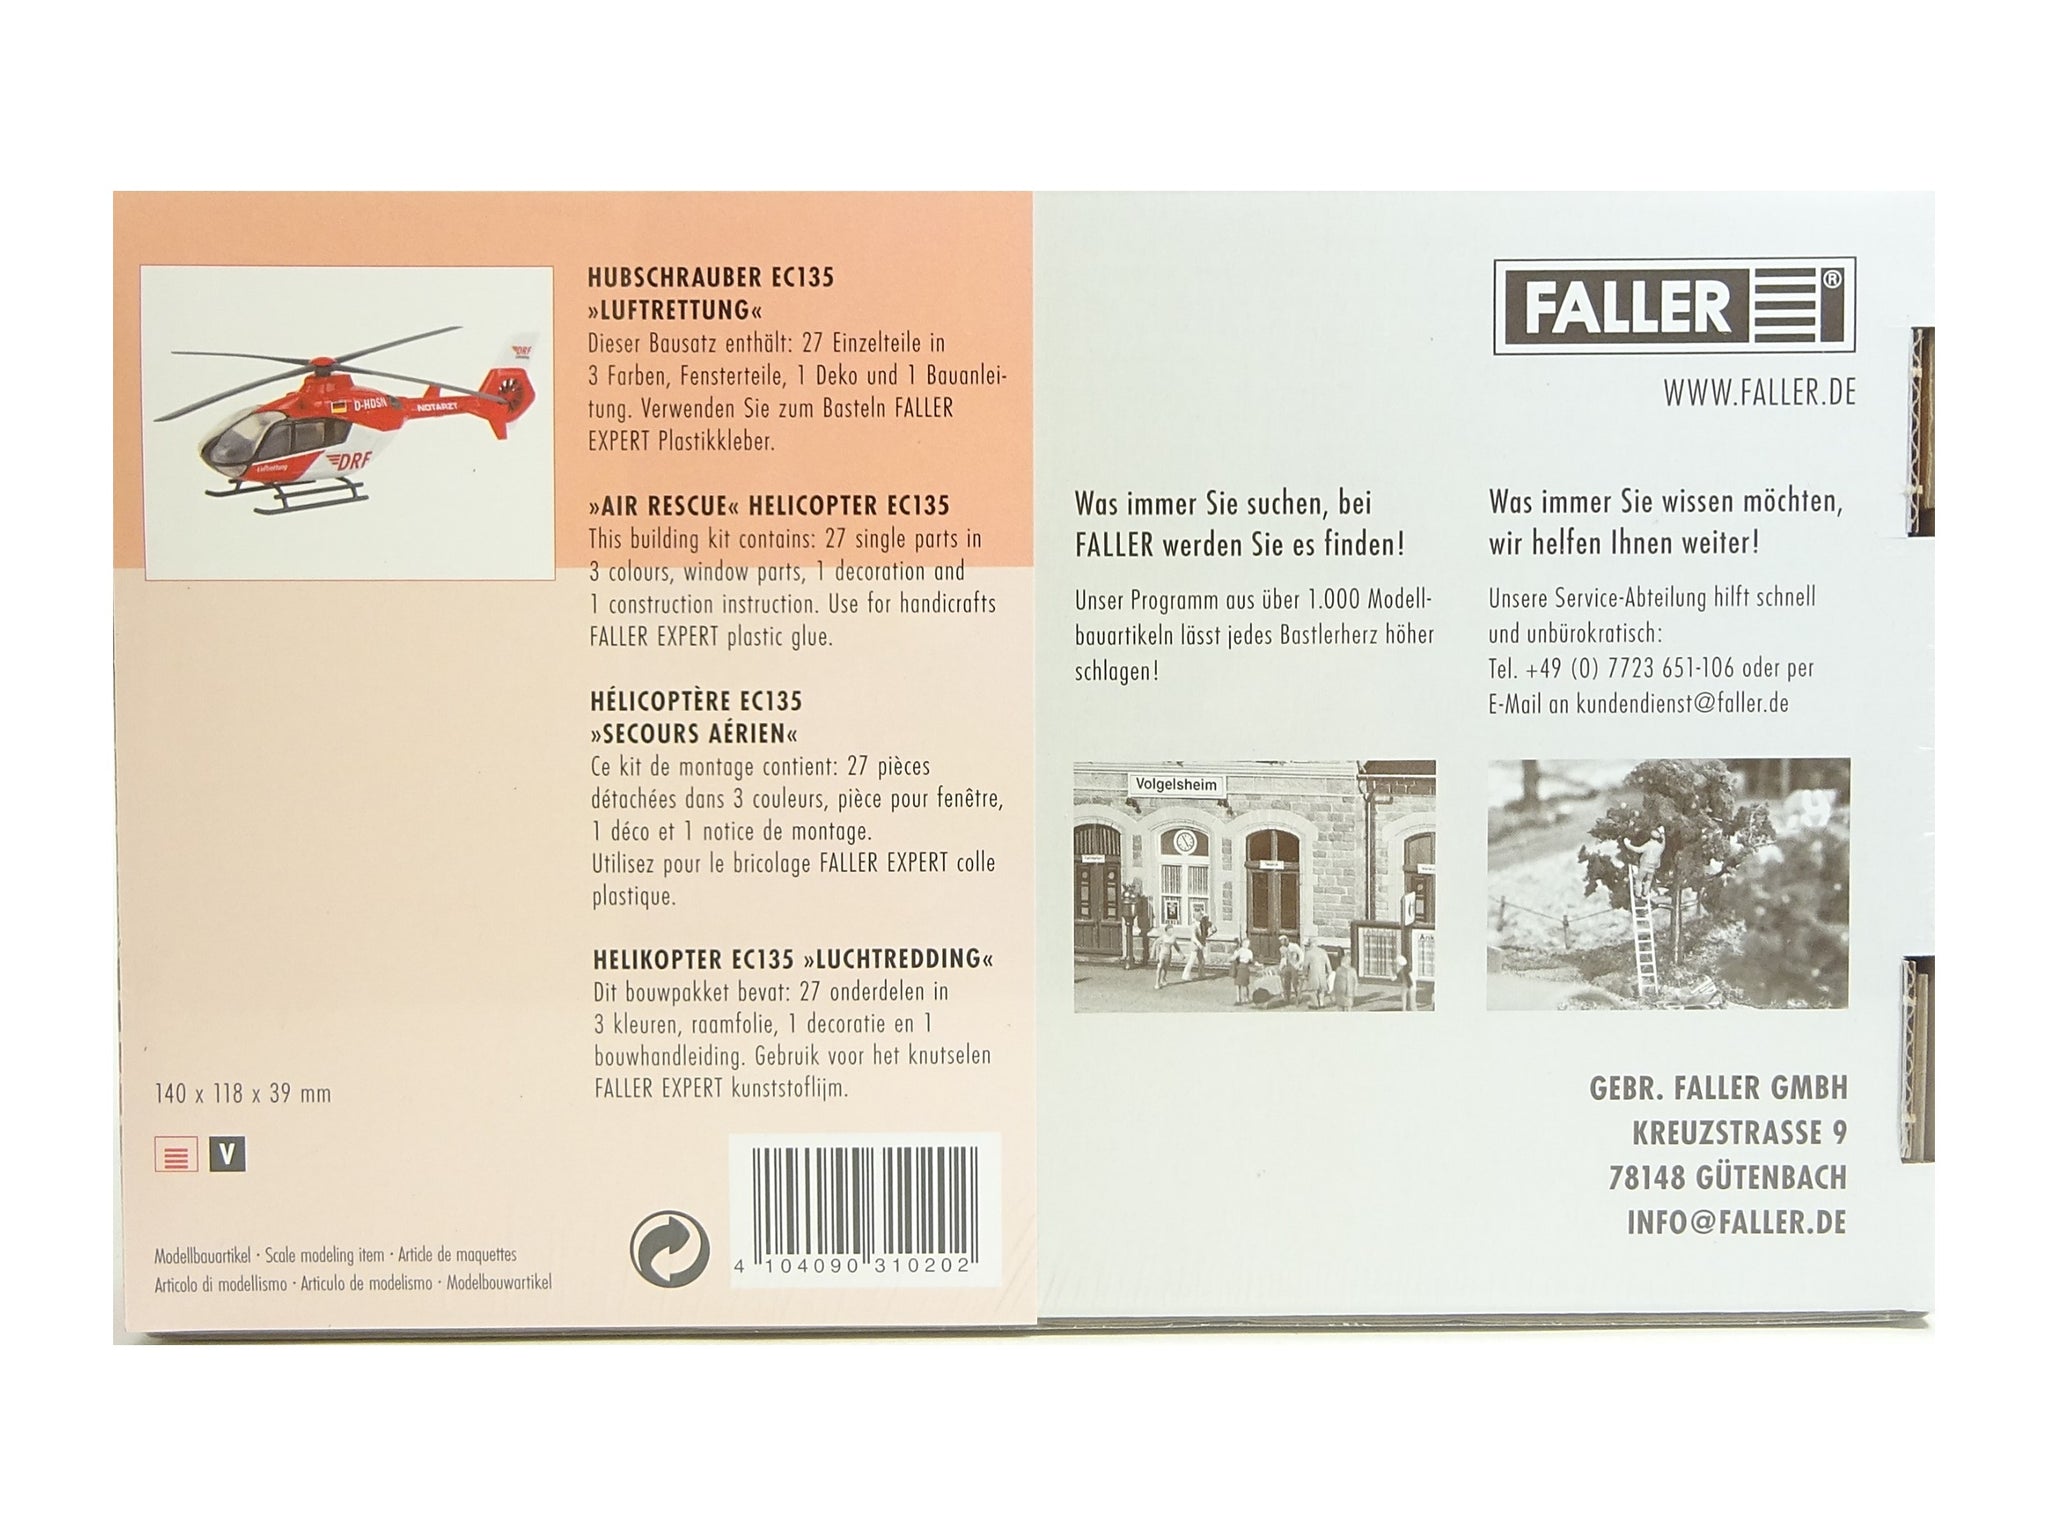 HUBSCHRAUBER EC135
»LUFTRETTUNG«
Dieser Bausatz enthält: 27 Einzelteile in
3 Farben, Fensterteile, 1 Deko und 1 Bauanlei-
tung. Verwenden Sie zum Basteln FALLER
EXPERT Plastikkleber.
»AIR RESCUE« HELICOPTER EC135
This building kit contains: 27 single parts in
3 colours, window parts, 1 decoration and
1 construction instruction. Use for handicrafts
FALLER EXPERT plastic glue.
HÉLICOPTÈRE EC135
»SECOURS AÉRIEN«
Ce kit de montage contient: 27 pièces
détachées dans 3 couleurs, pièce pour fenêtre,
1 déco et 1 notice de montage.
Utilisez pour le bricolage FALLER EXPERT colle
plastique.
HELIKOPTER EC135 »LUCHTREDDING«
Dit bouwpakket bevat: 27 onderdelen in
3 kleuren, raamfolie, 1 decoratie en 1
bouwhandleiding. Gebruik voor het knutselen
FALLER EXPERT kunststoflijm.
DRF
D-HDSN
NOTARZT
Luftrettung
DRF
140 x 118 x 39 mm
V
Modellbauartikel · Scale modeling item · Article de maquettes
Articolo di modellismo · Articulo de modelismo · Modelbouwartikel
4 104090 310202
FALLER ®
WWW.FALLER.DE
Was immer Sie suchen, bei
FALLER werden Sie es finden!
Unser Programm aus über 1.000 Modell-
bauartikeln lässt jedes Bastlerherz höher
schlagen!
Was immer Sie wissen möchten,
wir helfen Ihnen weiter!
Unsere Service-Abteilung hilft schnell
und unbürokratisch:
Tel. +49 (0) 7723 651-106 oder per
E-Mail an kundendienst@faller.de
Volgelsheim
GEBR. FALLER GMBH
KREUZSTRASSE 9
78148 GÜTENBACH
INFO@FALLER.DE